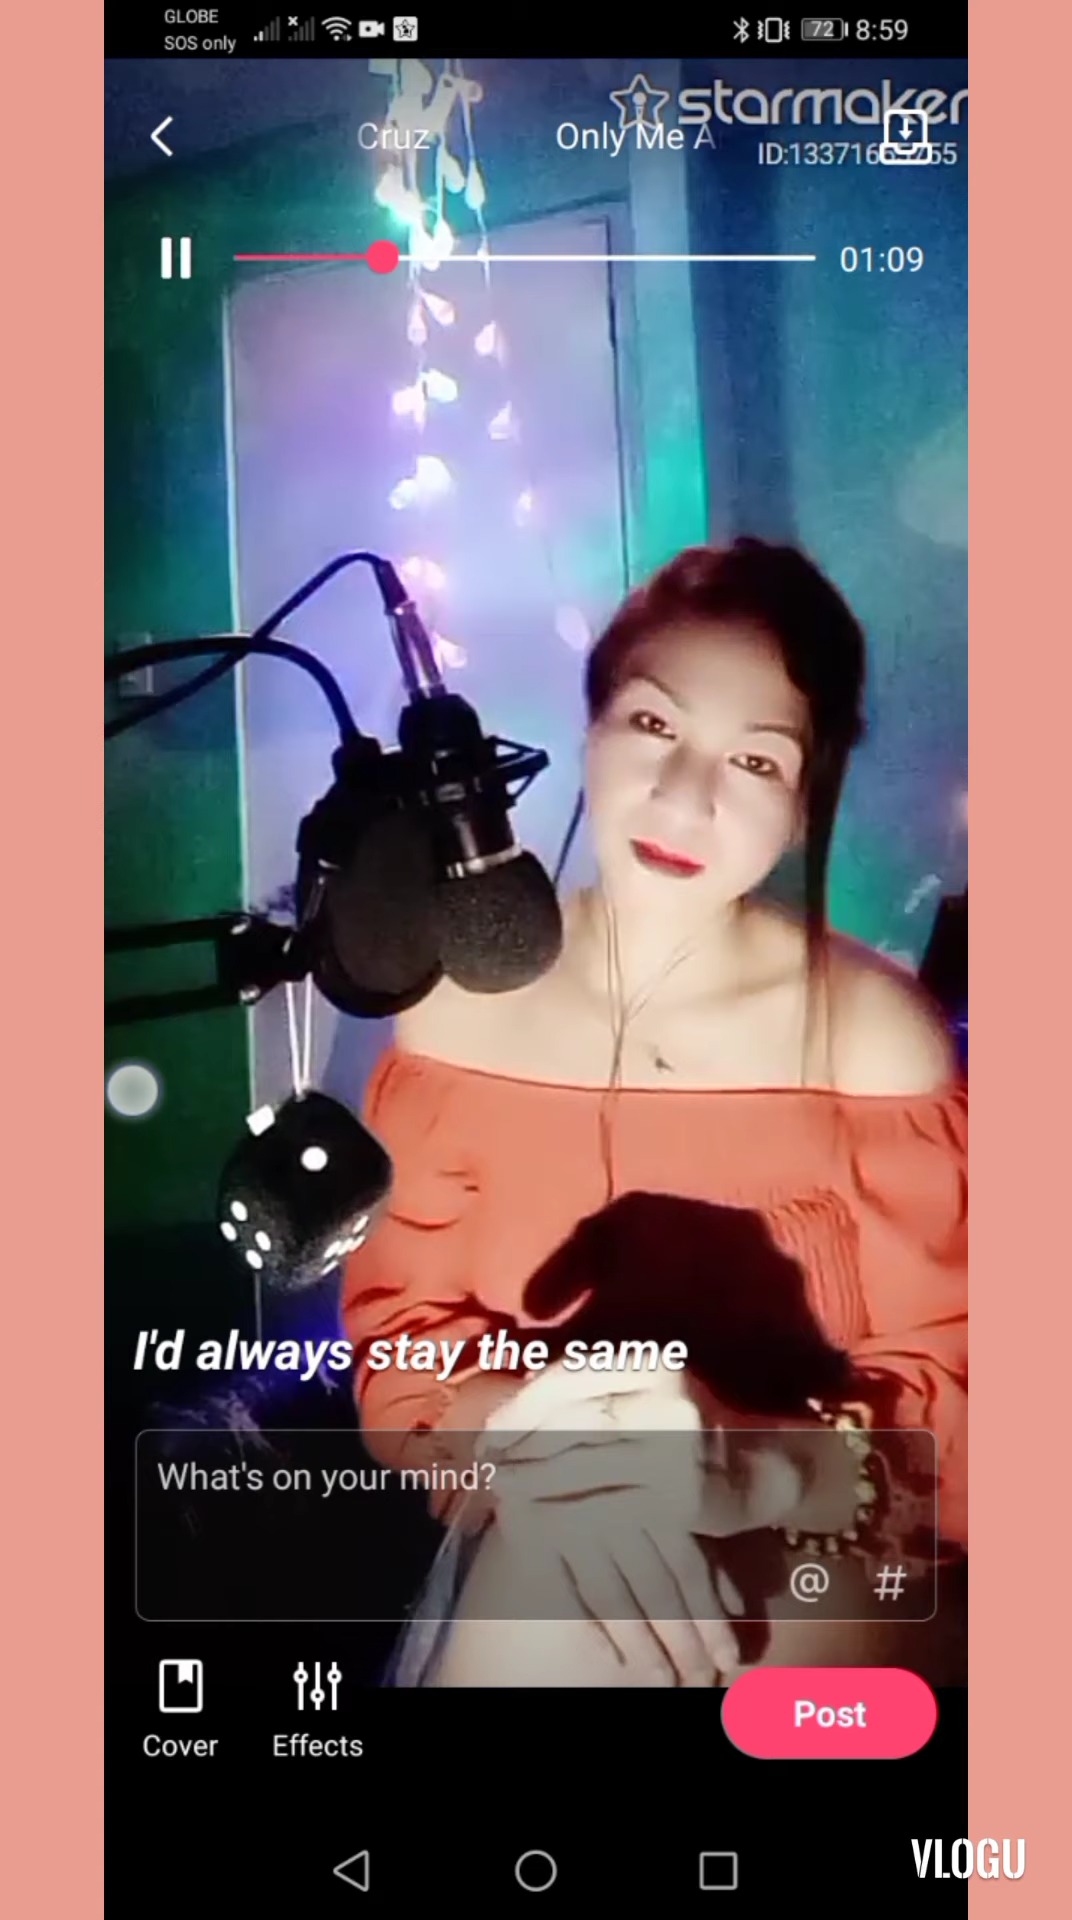 GLOBE
SOS only
72 8:59
starmaker
Cruz Only Me A
01:09
I'd always stay the same
What's on your mind?
@ #
Cover Effects
Post
VLOGU